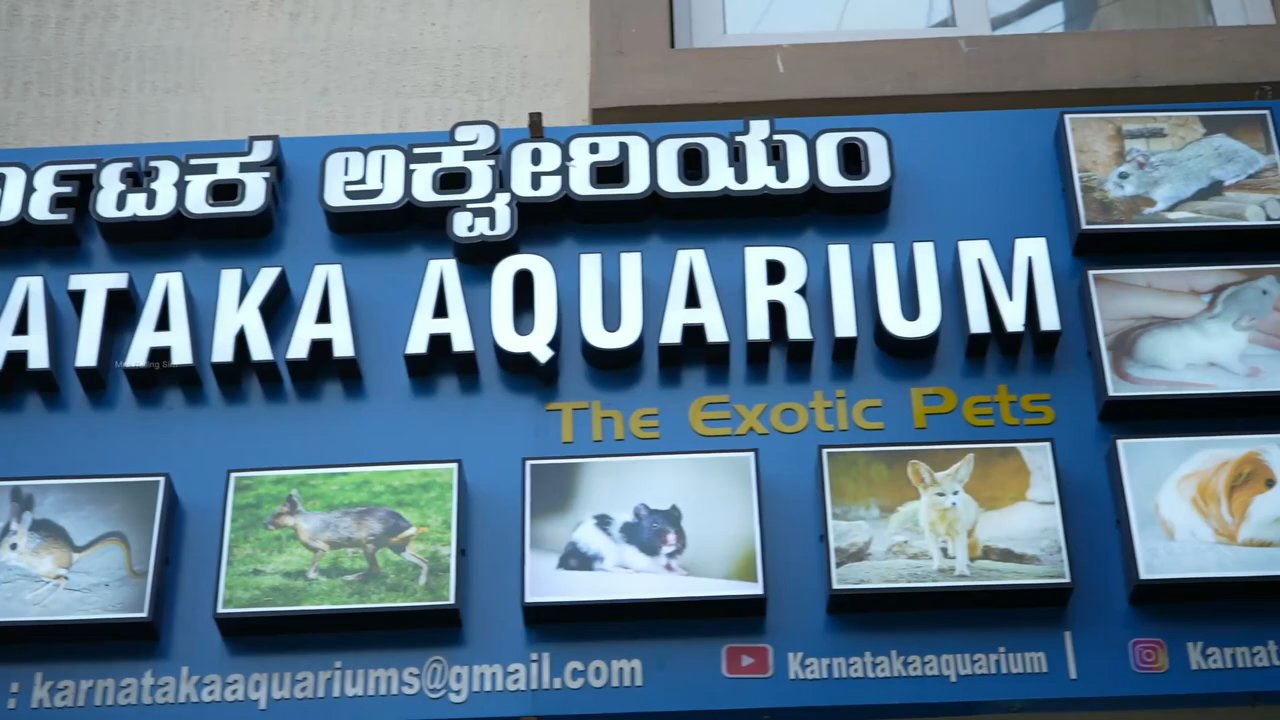 ರ್ನಾಟಕ ಅಕ್ವೇರಿಯಂ
ATAKA AQUARIUM
The Exotic Pets
: karnatakaaquariums@gmail.com
Karnatakaaquarium | Karnat